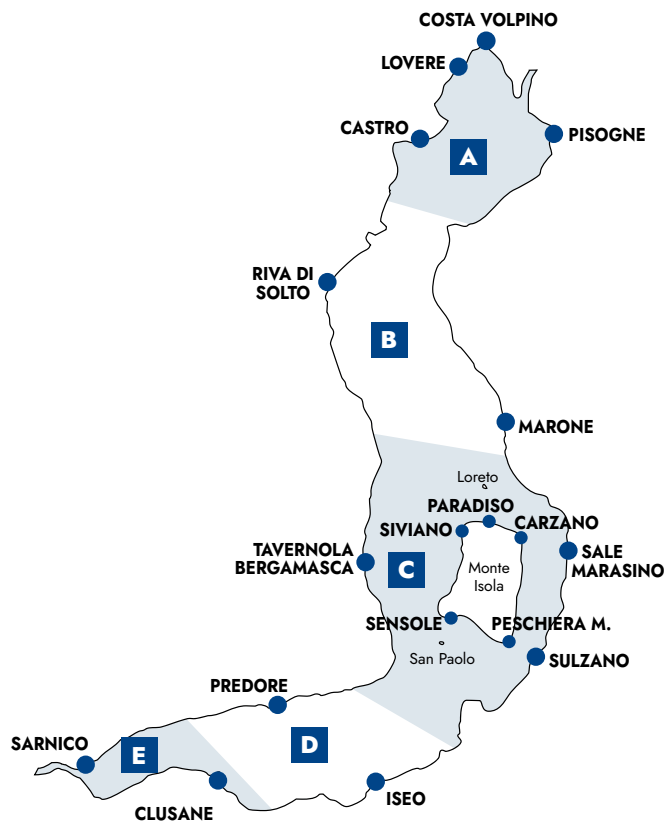 COSTA VOLPINO
LOVERE
CASTRO
A
PISOGNE
RIVA DI
SOLTO
B
MARONE
Loreto
PARADISO
SIVIANO
CARZANO
TAVERNOLA
BERGAMASCA
C
Monte
Isola
SALE
MARASINO
SENSOLE
PESCHIERA M.
San Paolo
SULZANO
PREDORE
SARNICO
E
D
CLUSANE
ISEO